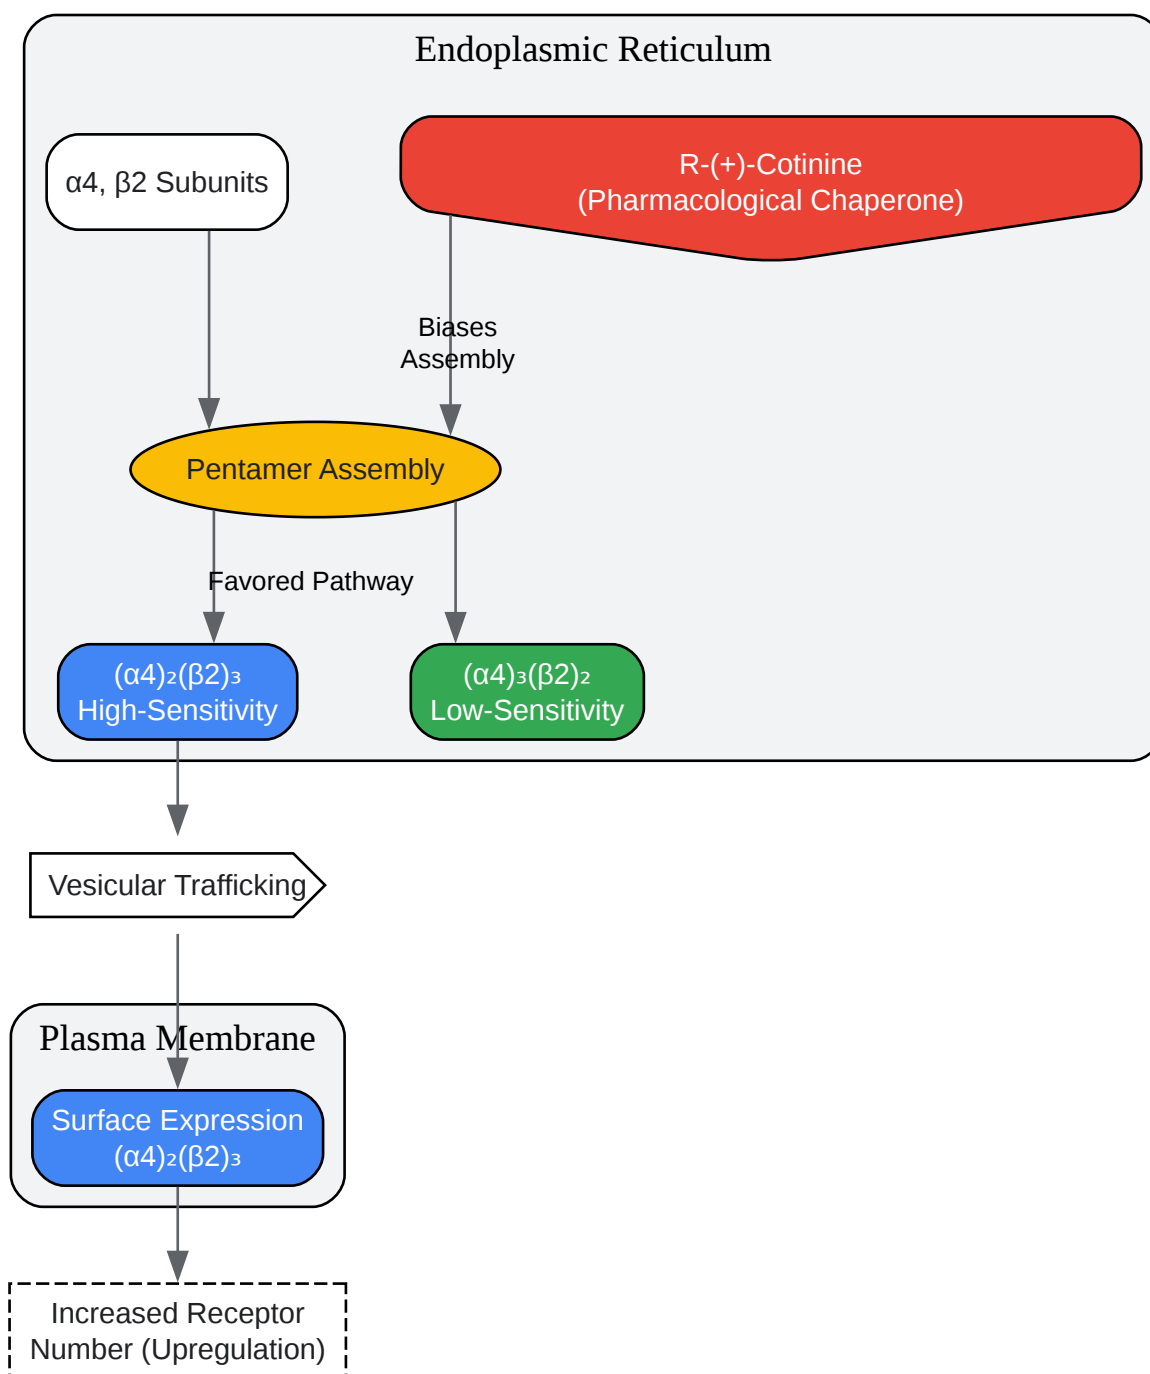 Endoplasmic Reticulum
α4, β2 Subunits
R-(+)-Cotinine
(Pharmacological Chaperone)
Biases
Assembly
Pentamer Assembly
Favored Pathway
(α4)₂(β2)₃
High-Sensitivity
(α4)₃(β2)₂
Low-Sensitivity
Vesicular Trafficking
Plasma Membrane
Surface Expression
(α4)₂(β2)₃
Increased Receptor
Number (Upregulation)